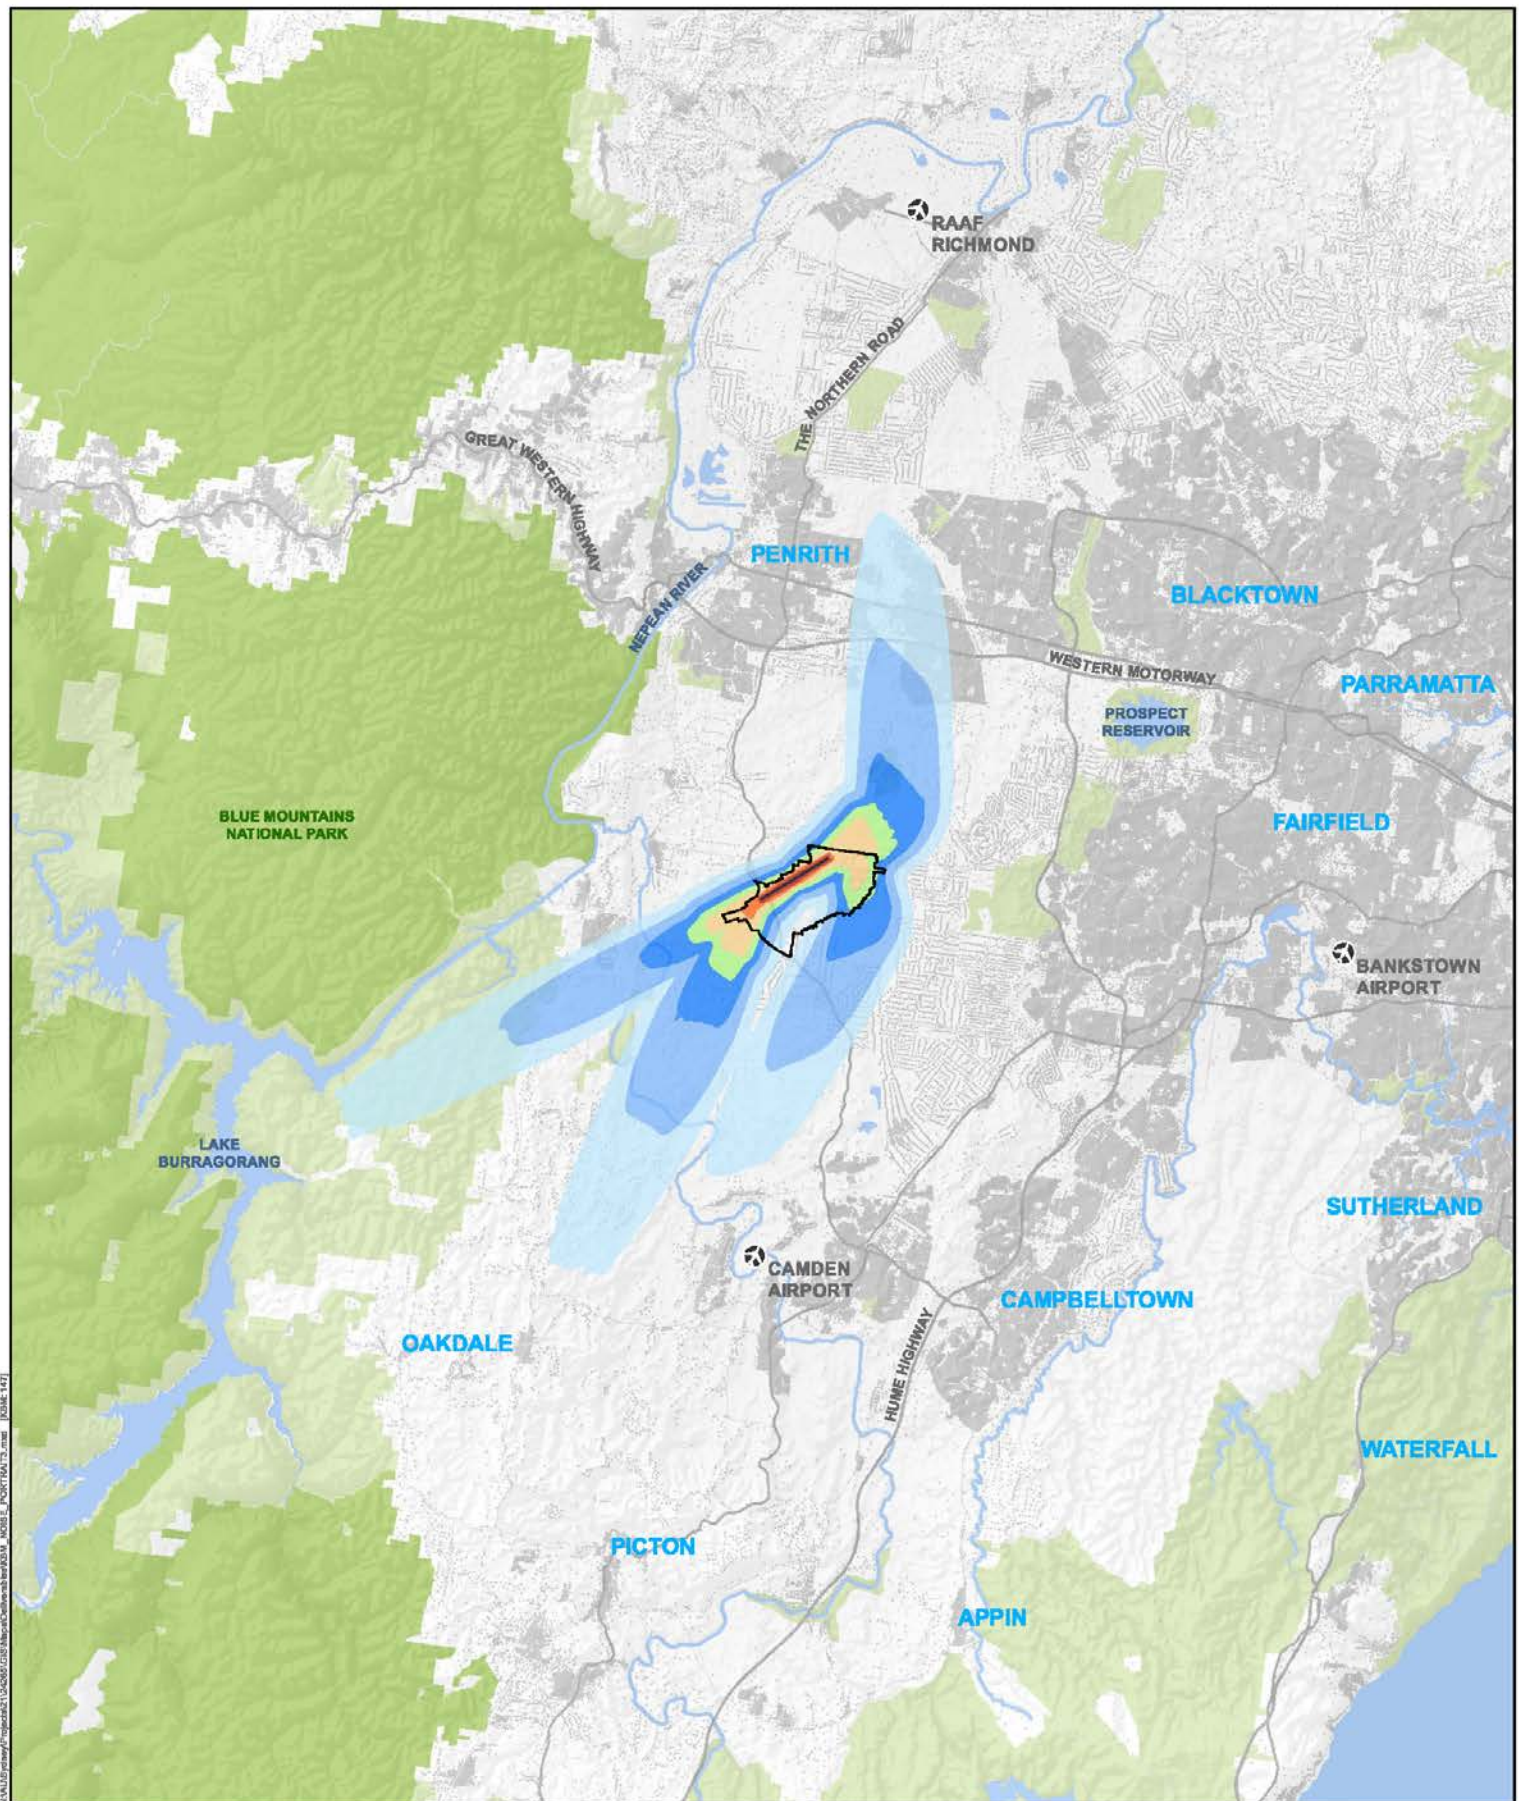 RAAF
RICHMOND
THE NORTHERN ROAD
GREAT WESTERN HIGHWAY
PENRITH
NEPEAN RIVER
BLACKTOWN
WESTERN MOTORWAY
PARRAMATTA
PROSPECT
RESERVOIR
BLUE MOUNTAINS
NATIONAL PARK
FAIRFIELD
BANKSTOWN
AIRPORT
LAKE
BURRAGORANG
SUTHERLAND
CAMDEN
AIRPORT
CAMPBELLTOWN
OAKDALE
HUME HIGHWAY
WATERFALL
PICTON
APPIN